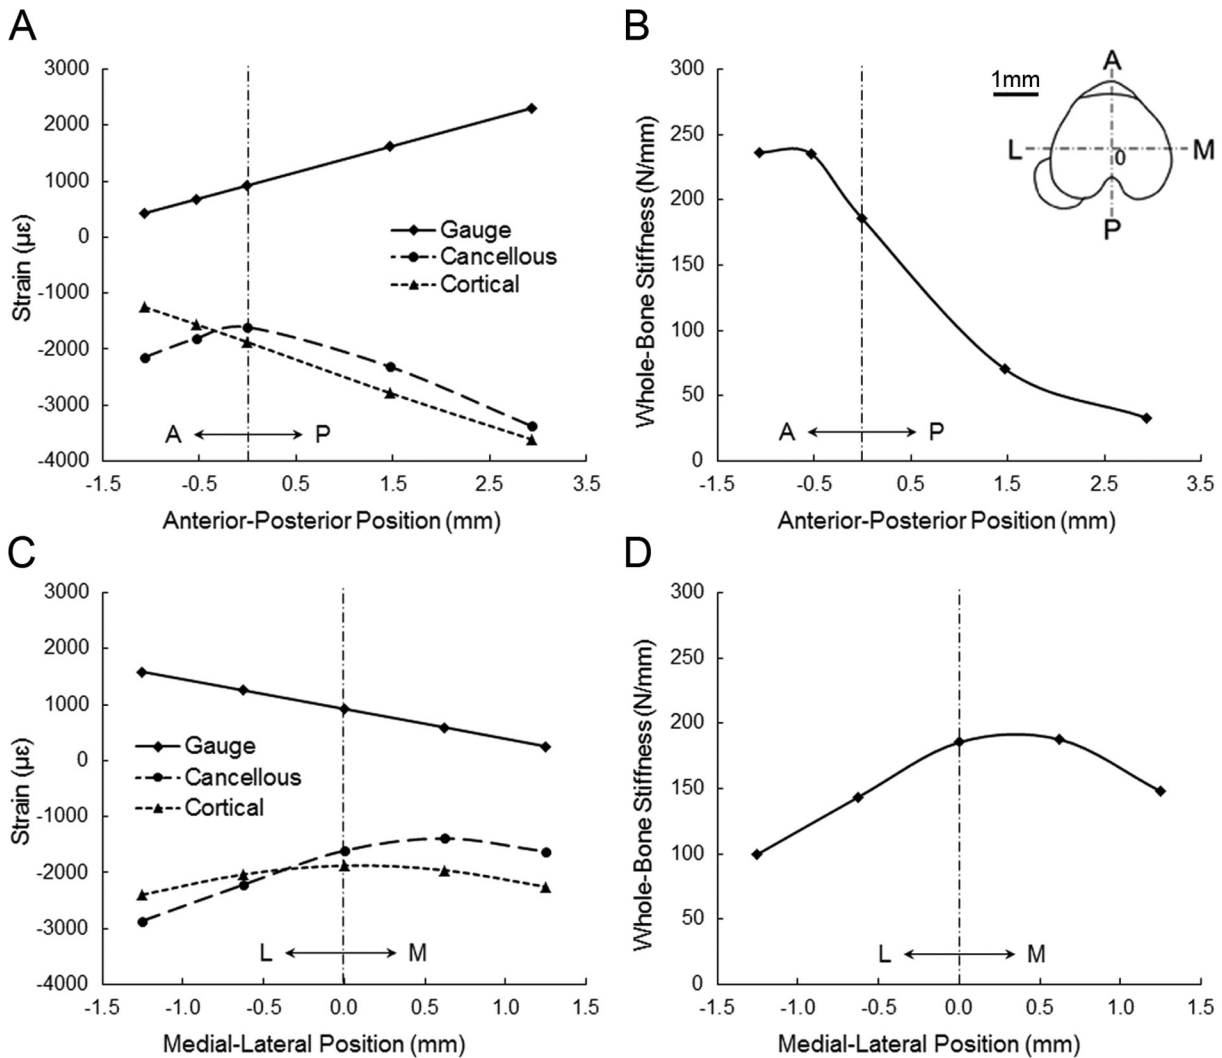 A
3000
2000
1000
0
-1000
-2000
-3000
-4000
Strain (με)
Gauge
Cancellous
Cortical
A
P
-1.5
-0.5
0.5
1.5
2.5
3.5
Anterior-Posterior Position (mm)
B
300
250
200
150
100
50
0
Whole-Bone Stiffness (N/mm)
1mm
A
L
0
M
P
A
P
-1.5
-0.5
0.5
1.5
2.5
3.5
Anterior-Posterior Position (mm)
C
3000
2000
1000
0
-1000
-2000
-3000
-4000
Strain (με)
Gauge
Cancellous
Cortical
L
M
-1.5
-1.0
-0.5
0.0
0.5
1.0
1.5
Medial-Lateral Position (mm)
D
300
250
200
150
100
50
0
Whole-Bone Stiffness (N/mm)
L
M
-1.5
-1.0
-0.5
0.0
0.5
1.0
1.5
Medial-Lateral Position (mm)